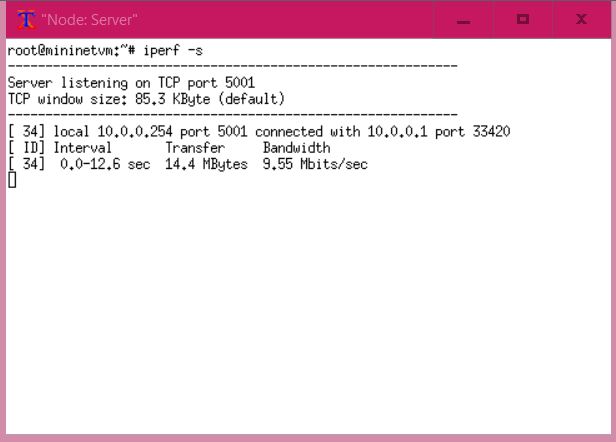 "Node: Server"
root@mininetvm:~# iperf -s
------------------------------------------------------------
Server listening on TCP port 5001
TCP window size: 85.3 KByte (default)
------------------------------------------------------------
[ 34] local 10.0.0.254 port 5001 connected with 10.0.0.1 port 33420
[ ID] Interval       Transfer     Bandwidth
[ 34]  0.0-12.6 sec  14.4 MBytes  9.55 Mbits/sec